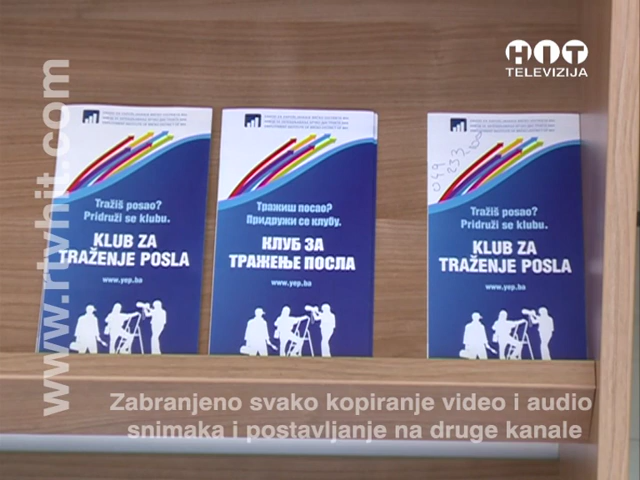 HIT
TELEVIZIJA
www.rtvhit.com
Tražiš posao?
Pridruži se klubu.
KLUB ZA
TRAŽENJE POSLA
www.yep.ba
Тражиш посао?
Придружи се клубу.
КЛУБ ЗА
ТРАЖЕЊЕ ПОСЛА
www.yep.ba
049
Tražiš posao?
Pridruži se klubu.
KLUB ZA
TRAŽENJE POSLA
www.yep.ba
Zabranjeno svako kopiranje video i audio
snimaka i postavljanje na druge kanale